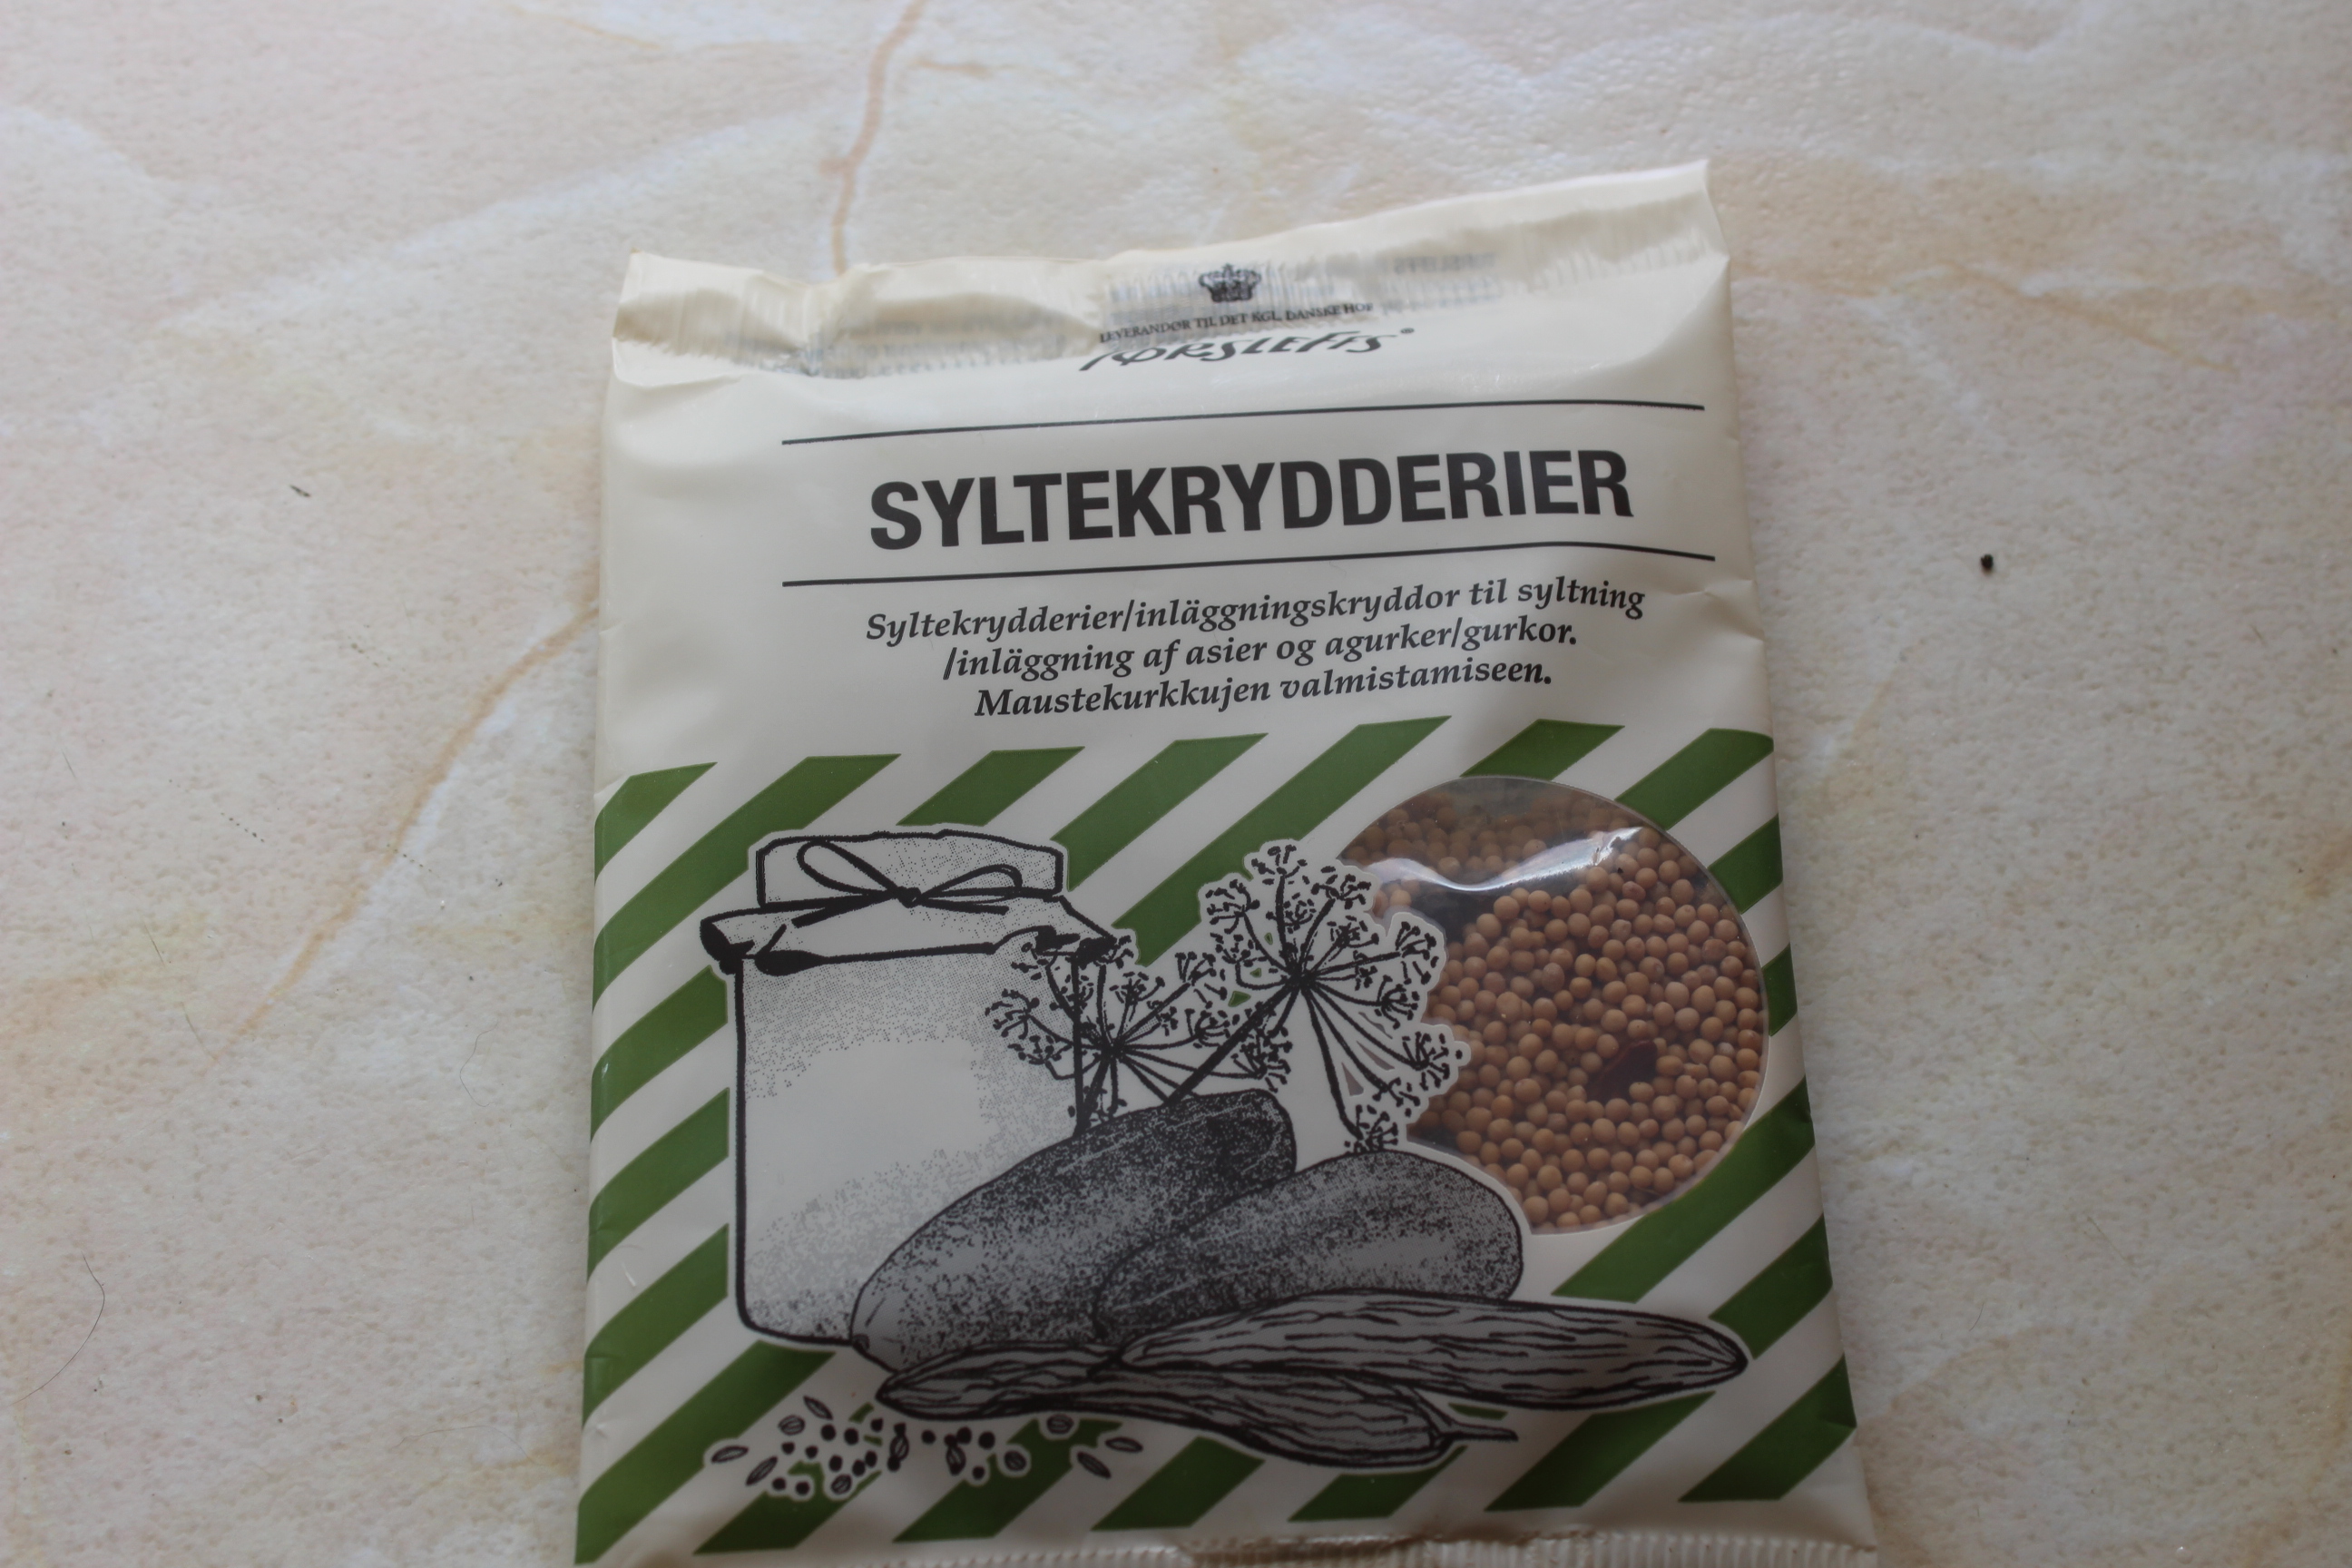 LEVERANDØR TIL DET KGL. DANSKE HOF
TØRSLEFFS®
SYLTEKRYDDERIER
Syltekrydderier/inläggningskryddor til syltning
/inläggning af asier og agurker/gurkor.
Maustekurkkujen valmistamiseen.